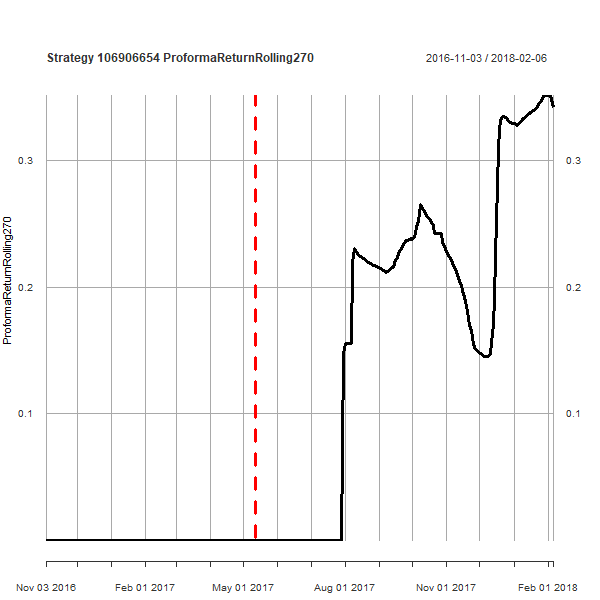 Strategy 106906654 ProformaReturnRolling270
2016-11-03 / 2018-02-06
ProformaReturnRolling270
0.3
0.3
0.2
0.2
0.1
0.1
Nov 03 2016
Feb 01 2017
May 01 2017
Aug 01 2017
Nov 01 2017
Feb 01 2018